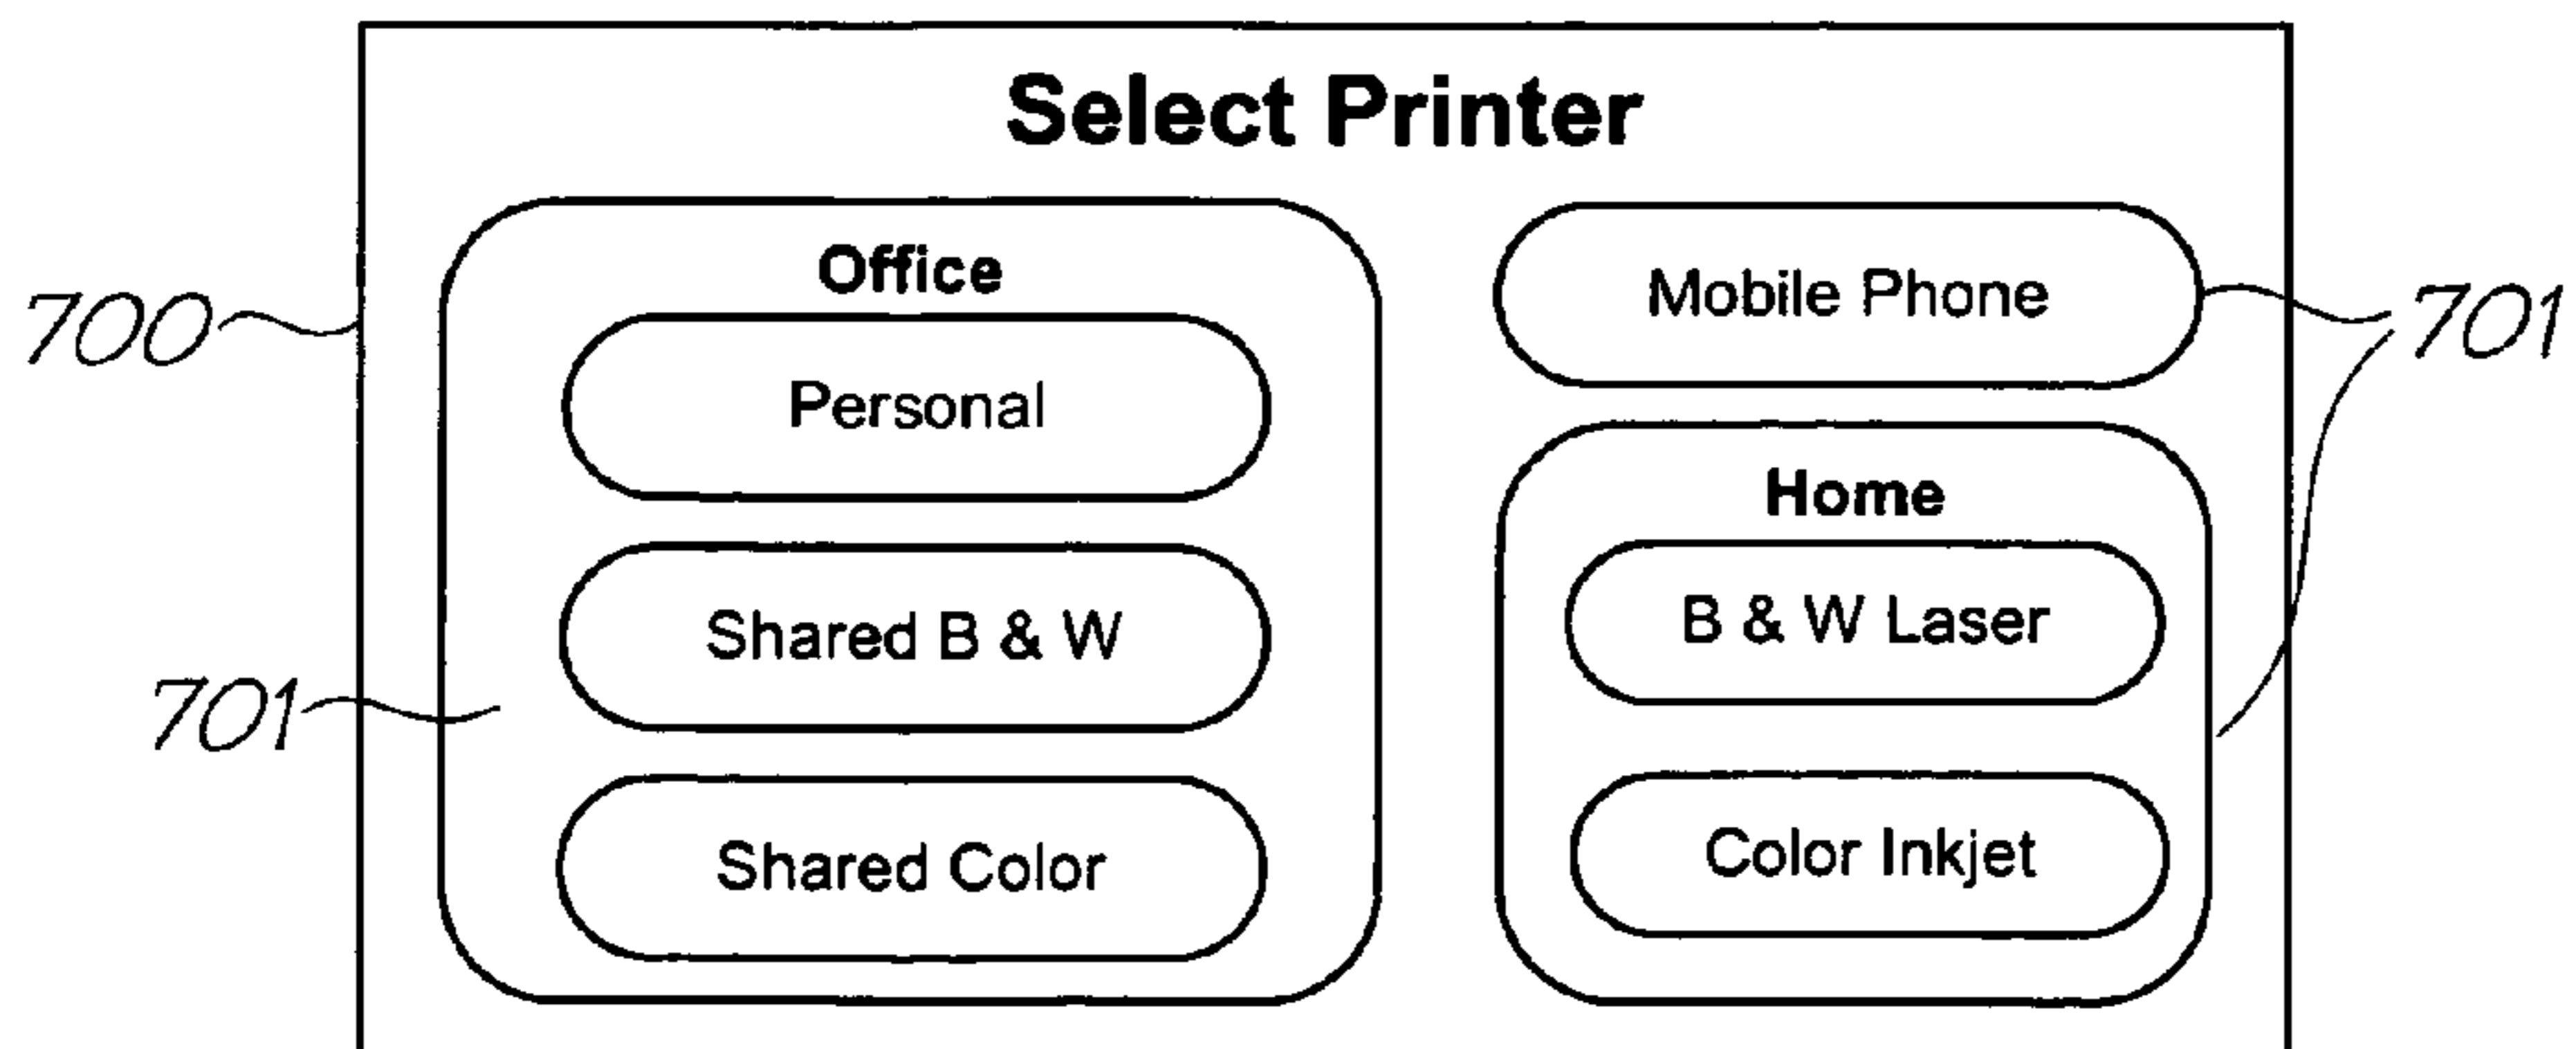 Select Printer
Office
Personal
Shared B & W
Shared Color
Mobile Phone
Home
B & W Laser
Color Inkjet
700
701
701